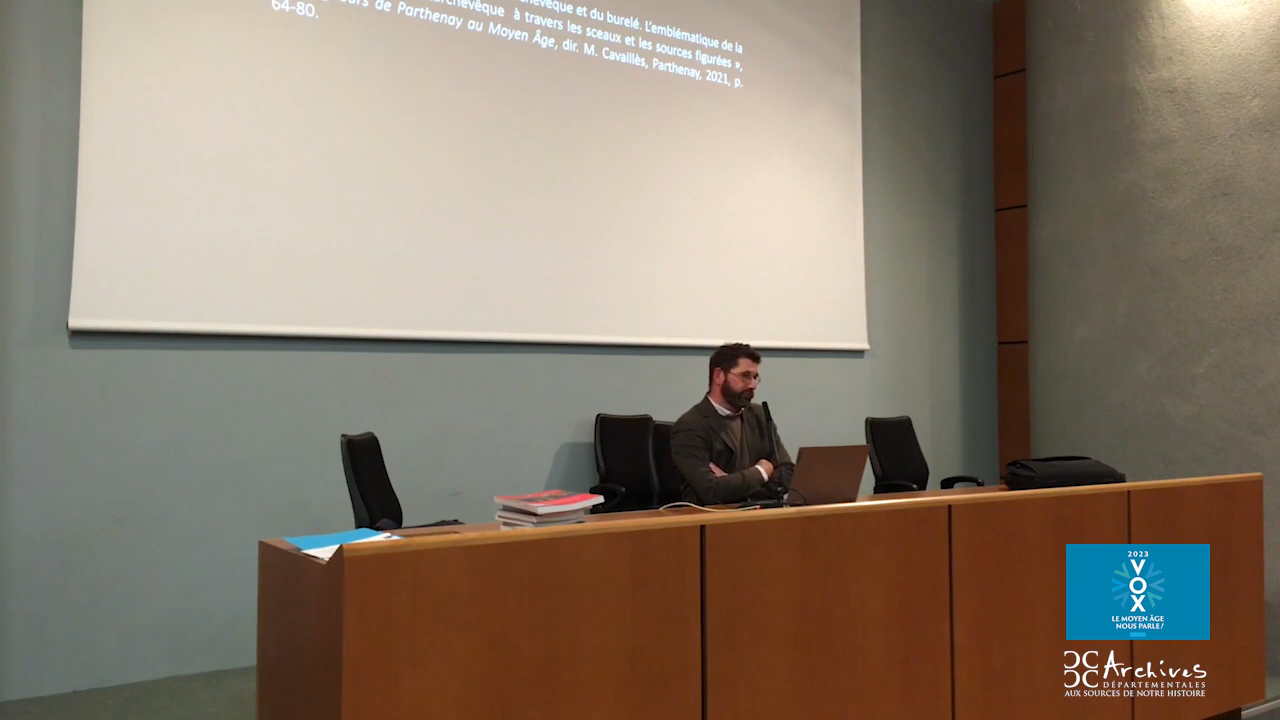 et du burelé. L'emblématique de la
à travers les sceaux et les sources figurées »,
de Parthenay au Moyen Âge, dir. M. Cavaillès, Parthenay, 2021, p.
64-80.
2023
VOX
LE MOYEN ÂGE
NOUS PARLE !
Archives
DÉPARTEMENTALES
AUX SOURCES DE NOTRE HISTOIRE